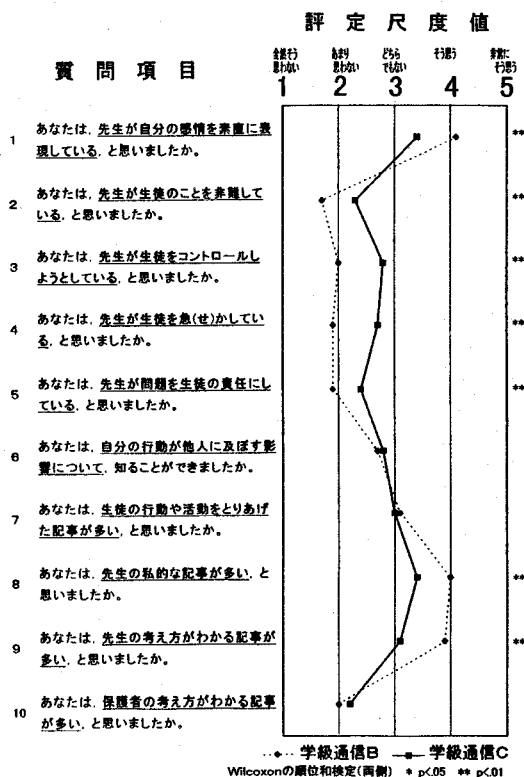 評定尺度値
質問項目
全然そう思わない
あまり思わない
どちらでもない
そう思う
非常にそう思う
1 2 3 4 5
1 あなたは，先生が自分の感情を素直に表
現している，と思いましたか。 **
2 あなたは，先生が生徒のことを非難して
いる，と思いましたか。 **
3 あなたは，先生が生徒をコントロールし
ようとしている，と思いましたか。 **
4 あなたは，先生が生徒を急(せ)かしてい
る，と思いましたか。 **
5 あなたは，先生が問題を生徒の責任にし
ている，と思いましたか。 **
6 あなたは，自分の行動が他人に及ぼす影
響について，知ることができましたか。
7 あなたは，生徒の行動や活動をとりあげ
た記事が多い，と思いましたか。
8 あなたは，先生の私的な記事が多い，と
思いましたか。 **
9 あなたは，先生の考え方がわかる記事が
多い，と思いましたか。 **
10 あなたは，保護者の考え方がわかる記事
が多い，と思いましたか。
学級通信B 学級通信C
Wilcoxonの順位和検定(両側) * p<.05 ** p<.01